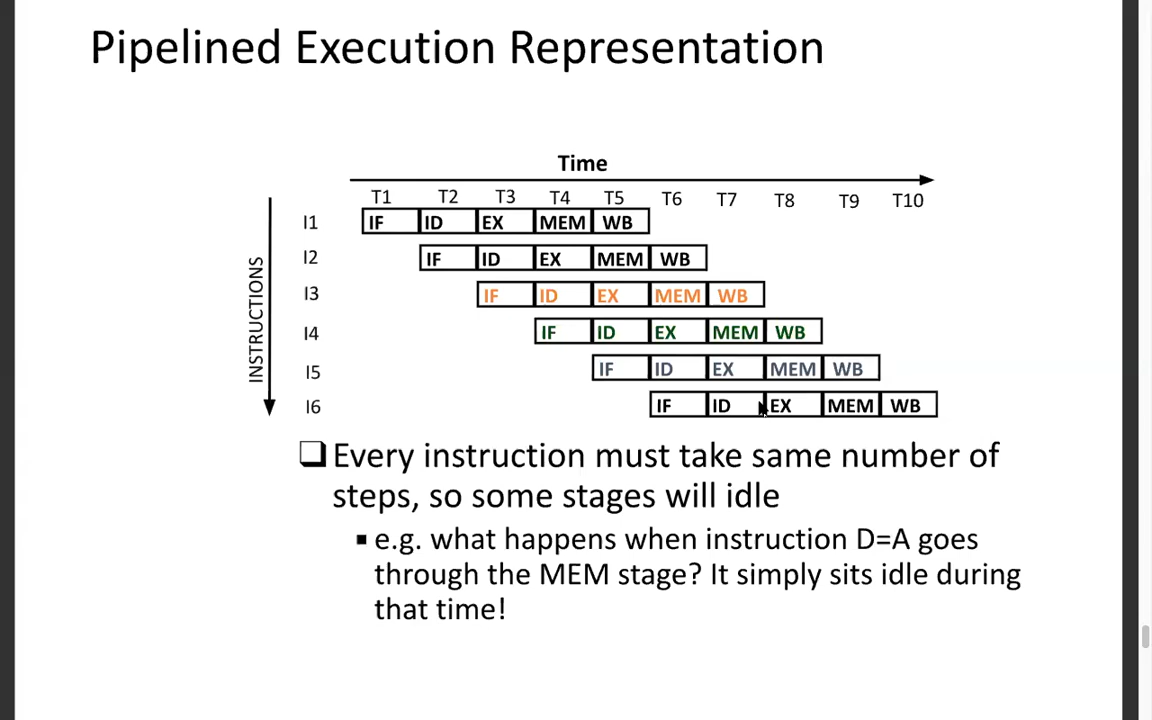 Pipelined Execution Representation
Time
T1 T2 T3 T4 T5 T6 T7 T8 T9 T10
INSTRUCTIONS
I1 IF ID EX MEM WB
I2 IF ID EX MEM WB
I3 IF ID EX MEM WB
I4 IF ID EX MEM WB
I5 IF ID EX MEM WB
I6 IF ID EX MEM WB
Every instruction must take same number of
steps, so some stages will idle
e.g. what happens when instruction D=A goes
through the MEM stage? It simply sits idle during
that time!